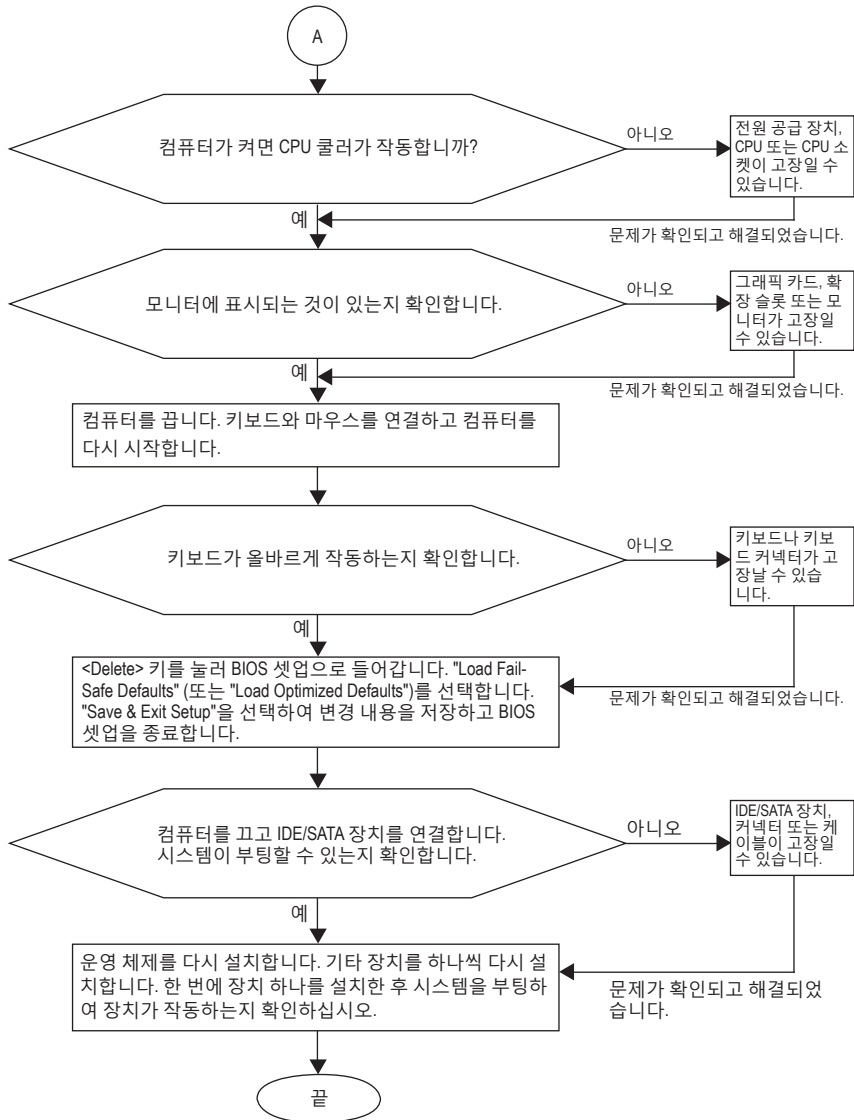 A
컴퓨터가 켜면 CPU 쿨러가 작동합니까?
아니오
전원 공급 장치,
CPU 또는 CPU 소
켓이 고장일 수
있습니다.
예
문제가 확인되고 해결되었습니다.
모니터에 표시되는 것이 있는지 확인합니다.
아니오
그래픽 카드, 확
장 슬롯 또는 모
니터가 고장일
수 있습니다.
예
문제가 확인되고 해결되었습니다.
컴퓨터를 끕니다. 키보드와 마우스를 연결하고 컴퓨터를
다시 시작합니다.
키보드가 올바르게 작동하는지 확인합니다.
아니오
키보드나 키보
드 커넥터가 고
장날 수 있습
니다.
예
<Delete> 키를 눌러 BIOS 셋업으로 들어갑니다. "Load Fail-
Safe Defaults" (또는 "Load Optimized Defaults")를 선택합니다.
"Save & Exit Setup"을 선택하여 변경 내용을 저장하고 BIOS
셋업을 종료합니다.
문제가 확인되고 해결되었습니다.
컴퓨터를 끄고 IDE/SATA 장치를 연결합니다.
시스템이 부팅할 수 있는지 확인합니다.
아니오
IDE/SATA 장치,
커넥터 또는 케
이블이 고장일
수 있습니다.
예
운영 체제를 다시 설치합니다. 기타 장치를 하나씩 다시 설
치합니다. 한 번에 장치 하나를 설치한 후 시스템을 부팅하
여 장치가 작동하는지 확인하십시오.
문제가 확인되고 해결되었
습니다.
끝